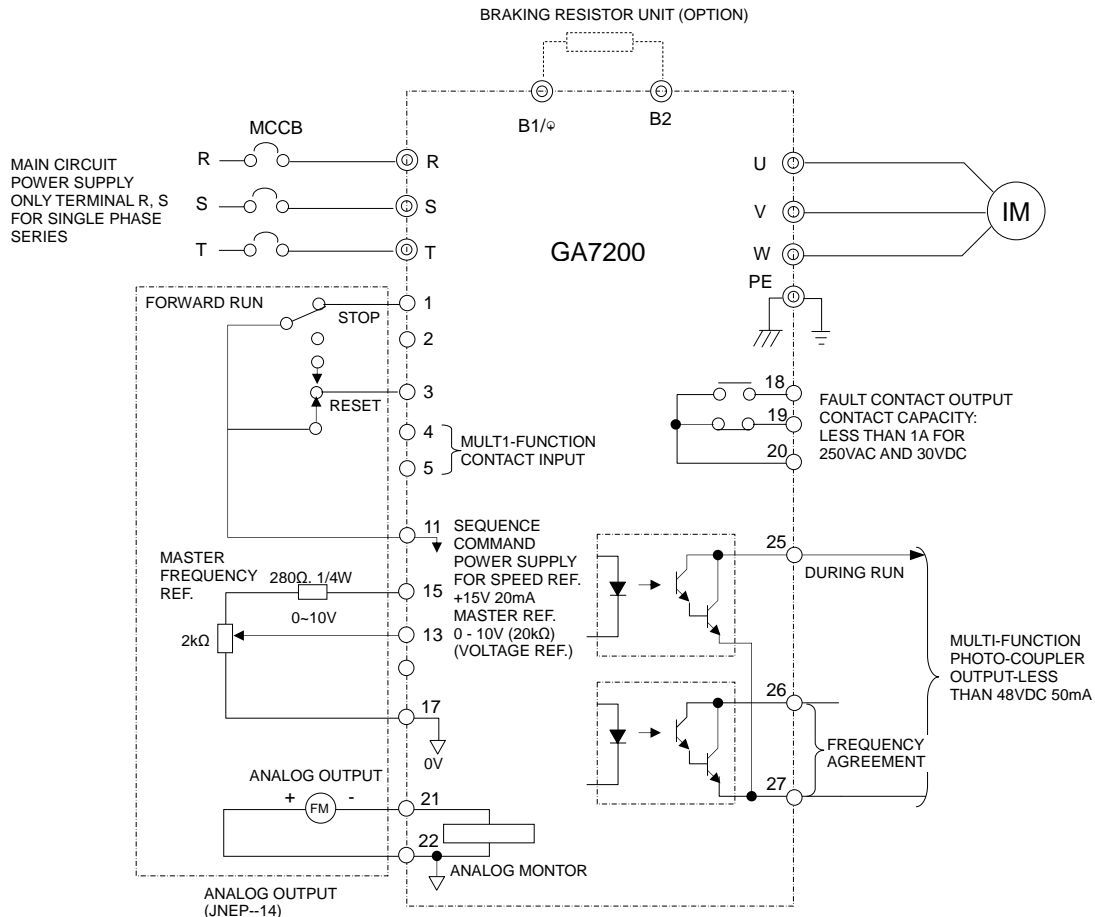 BRAKING RESISTOR UNIT (OPTION)
B1/⊕
B2
MCCB
MAIN CIRCUIT
POWER SUPPLY
ONLY TERMINAL R, S
FOR SINGLE PHASE
SERIES
R
S
T
R
S
T
GA7200
U
V
W
PE
IM
FORWARD RUN
STOP
RESET
1
2
3
4
5
MULT1-FUNCTION
CONTACT INPUT
18
19
20
FAULT CONTACT OUTPUT
CONTACT CAPACITY:
LESS THAN 1A FOR
250VAC AND 30VDC
11
SEQUENCE
COMMAND
POWER SUPPLY
FOR SPEED REF.
+15V 20mA
MASTER REF.
0 - 10V (20kΩ)
(VOLTAGE REF.)
MASTER
FREQUENCY
REF.
280Ω. 1/4W
0~10V
2kΩ
15
13
17
0V
25
DURING RUN
26
27
FREQUENCY
AGREEMENT
MULTI-FUNCTION
PHOTO-COUPLER
OUTPUT-LESS
THAN 48VDC 50mA
ANALOG OUTPUT
+
FM
-
21
22
ANALOG MONTOR
ANALOG OUTPUT
(JNEP--14)